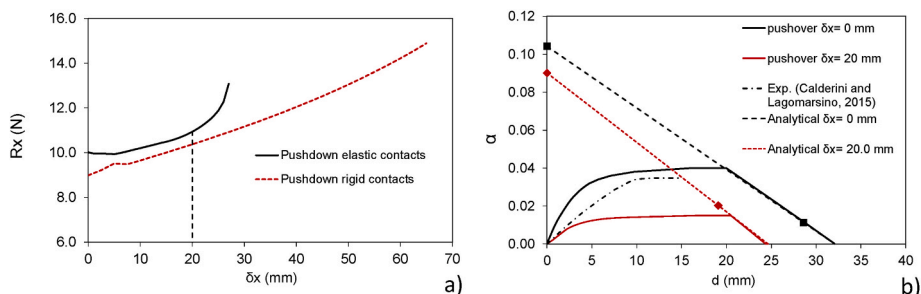 16.0
14.0
12.0
10.0
8.0
6.0
Rx (N)
Pushdown elastic contacts
Pushdown rigid contacts
0 10 20 30 40 50 60 70
δx (mm)
a)
0.12
0.10
0.08
0.06
0.04
0.02
0.00
α
pushover δx= 0 mm
pushover δx= 20 mm
Exp. (Calderini and
Lagomarsino, 2015)
Analytical δx= 0 mm
Analytical δx= 20.0 mm
0 5 10 15 20 25 30 35 40
d (mm)
b)